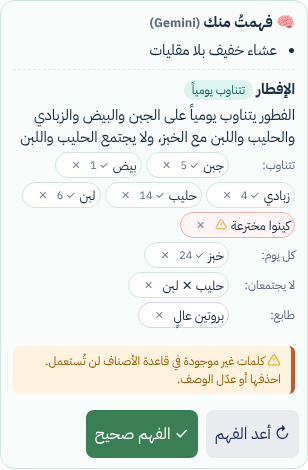 🧠 فهمتُ منك (Gemini)
• عشاء خفيف بلا مقليات
الإفطار تتناوب يومياً
الفطور يتناوب يومياً على الجبن والبيض والزبادي
والحليب واللبن مع الخبز، ولا يجتمع الحليب واللبن
تتناوب: جبن ✓ 5 × بيض ✓ 1 ×
زبادي ✓ 4 × حليب ✓ 14 × لبن ✓ 6 ×
كينوا مخترعة ⚠ ×
كل يوم: خبز ✓ 24 ×
لا يجتمعان: حليب ✕ لبن ×
طابع: بروتين عالٍ ×
⚠ كلمات غير موجودة في قاعدة الأصناف لن تُستعمل.
احذفها أو عدّل الوصف.
↻ أعد الفهم
✓ الفهم صحيح